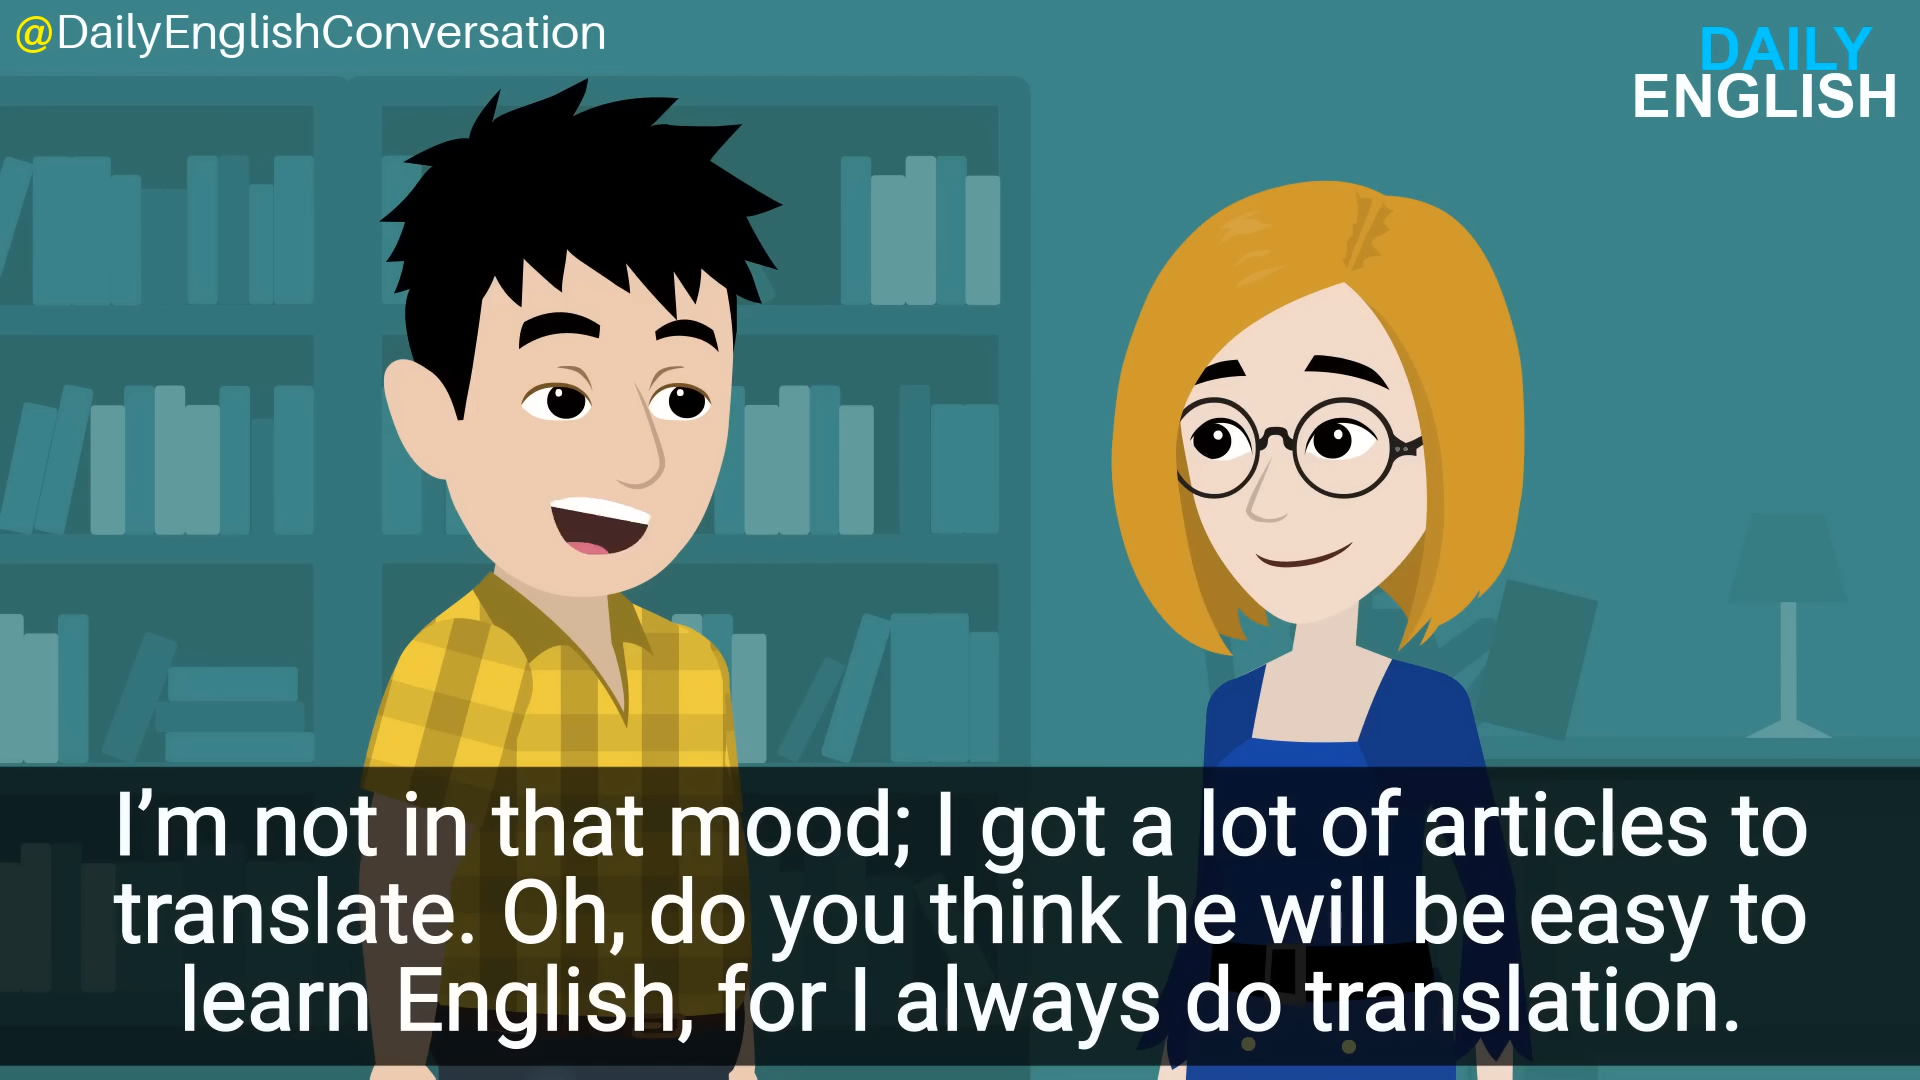 @DailyEnglishConversation
DAILY
ENGLISH
I’m not in that mood; I got a lot of articles to
translate. Oh, do you think he will be easy to
learn English, for I always do translation.